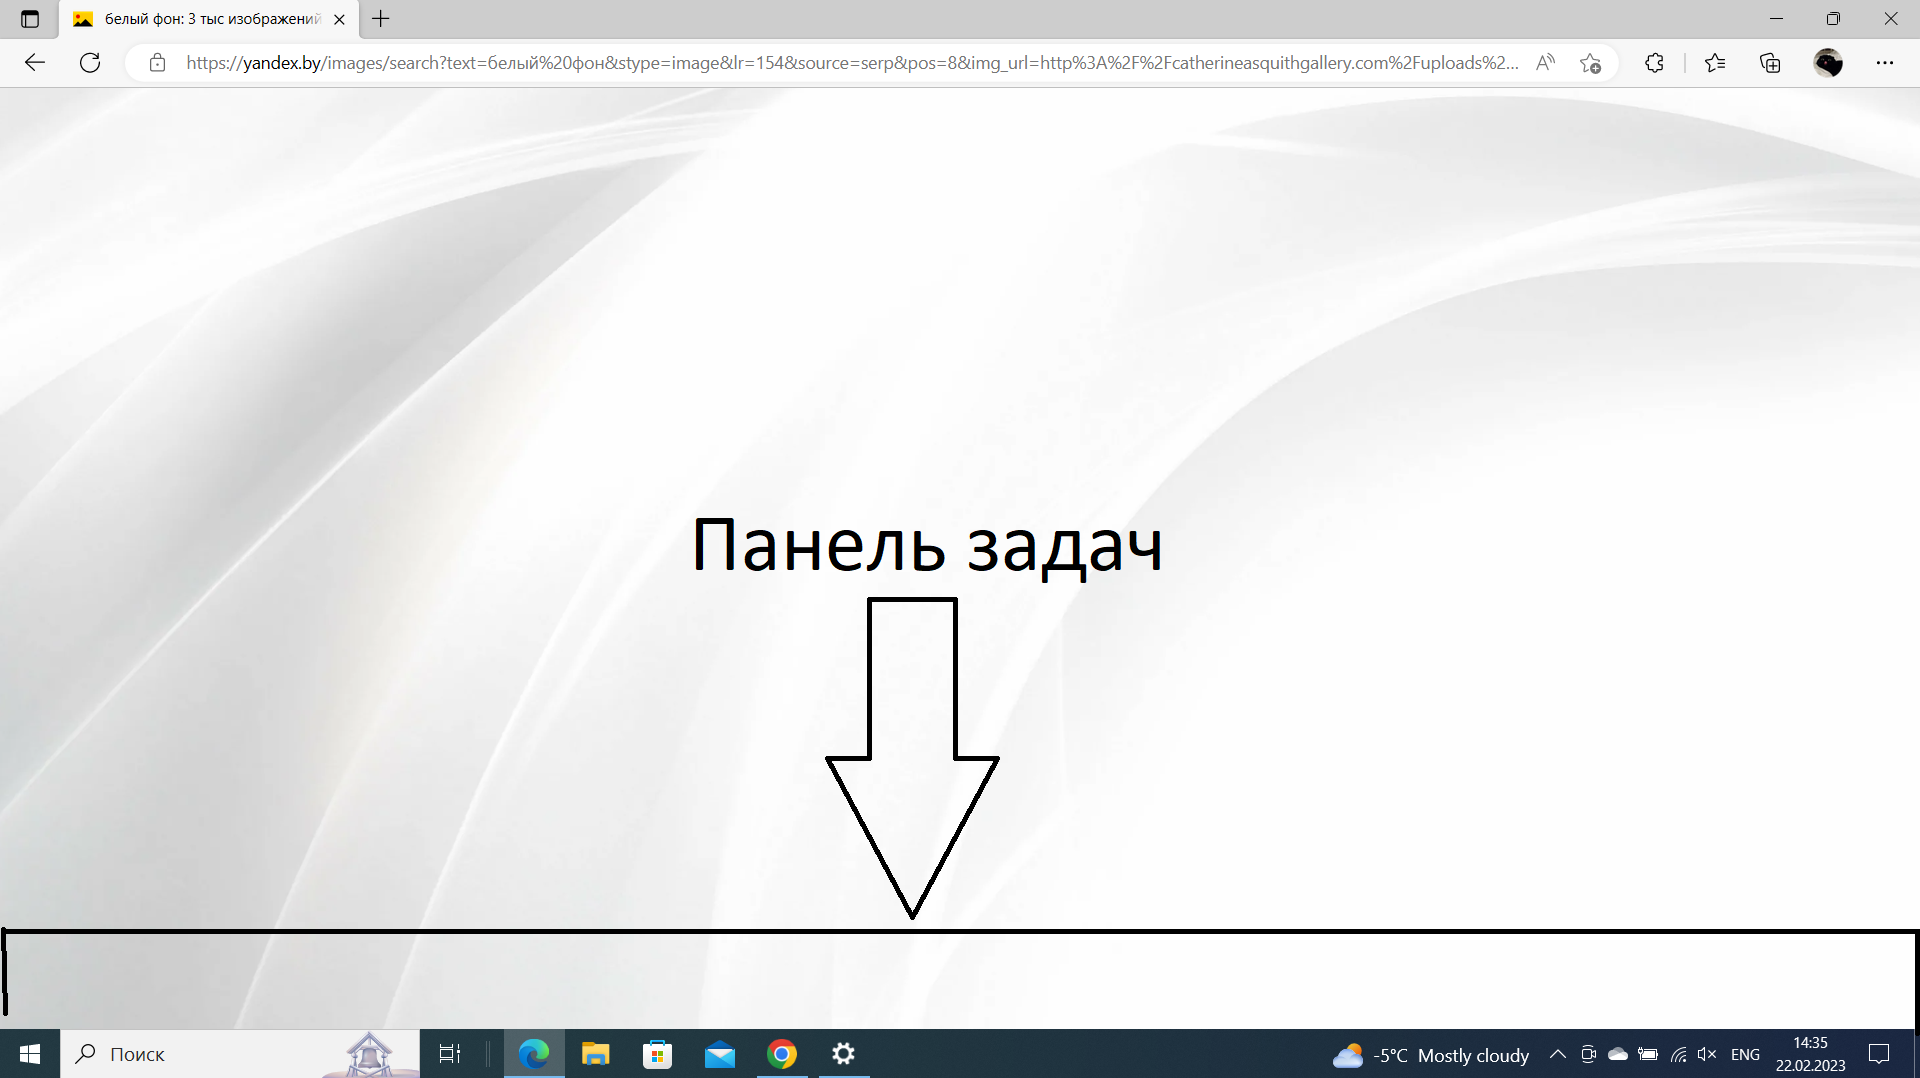 белый фон: 3 тыс изображений
https://yandex.by/images/search?text=белый%20фон&stype=image&lr=154&source=serp&pos=8&img_url=http%3A%2F%2Fcatherineasquithgallery.com%2Fuploads%2...
Панель задач
Поиск
-5°C Mostly cloudy
ENG
14:35
22.02.2023